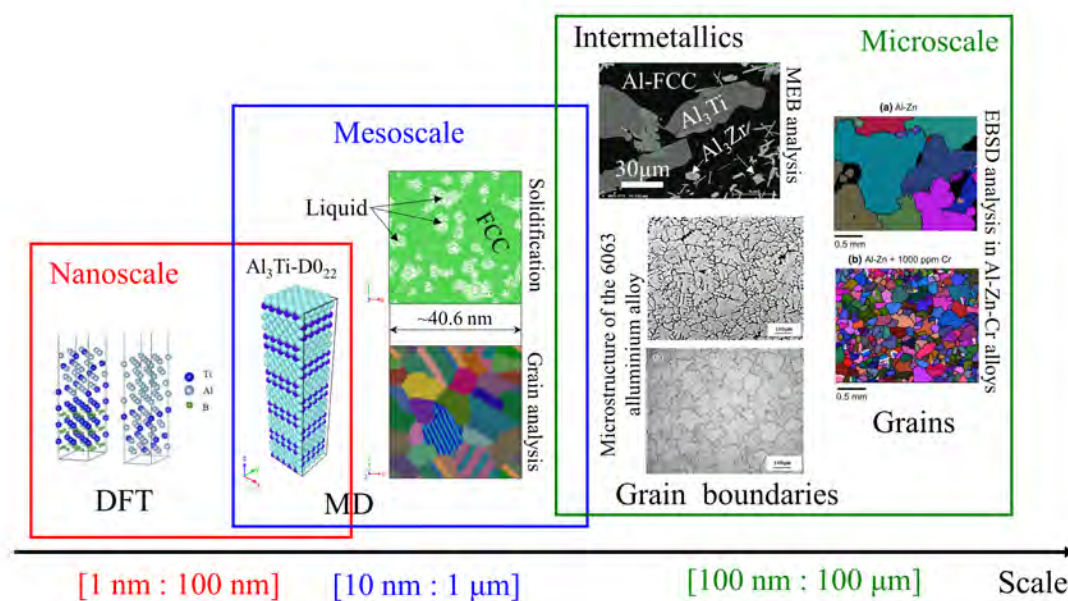 Intermetallics
Microscale
Al-FCC
Al₃Ti
Al₃Zr
30μm
MEB analysis
(a) Al-Zn
0.5 mm
EBSD analysis in Al-Zn-Cr alloys
(b) Al-Zn + 1000 ppm Cr
0.5 mm
Grains
Microstructure of the 6063
alluminium alloy
Grain boundaries
Mesoscale
Liquid
FCC
Solidification
~40.6 nm
Grain analysis
Nanoscale
Al₃Ti-D0₂₂
Ti
Al
B
DFT
MD
[1 nm : 100 nm]
[10 nm : 1 μm]
[100 nm : 100 μm]
Scale